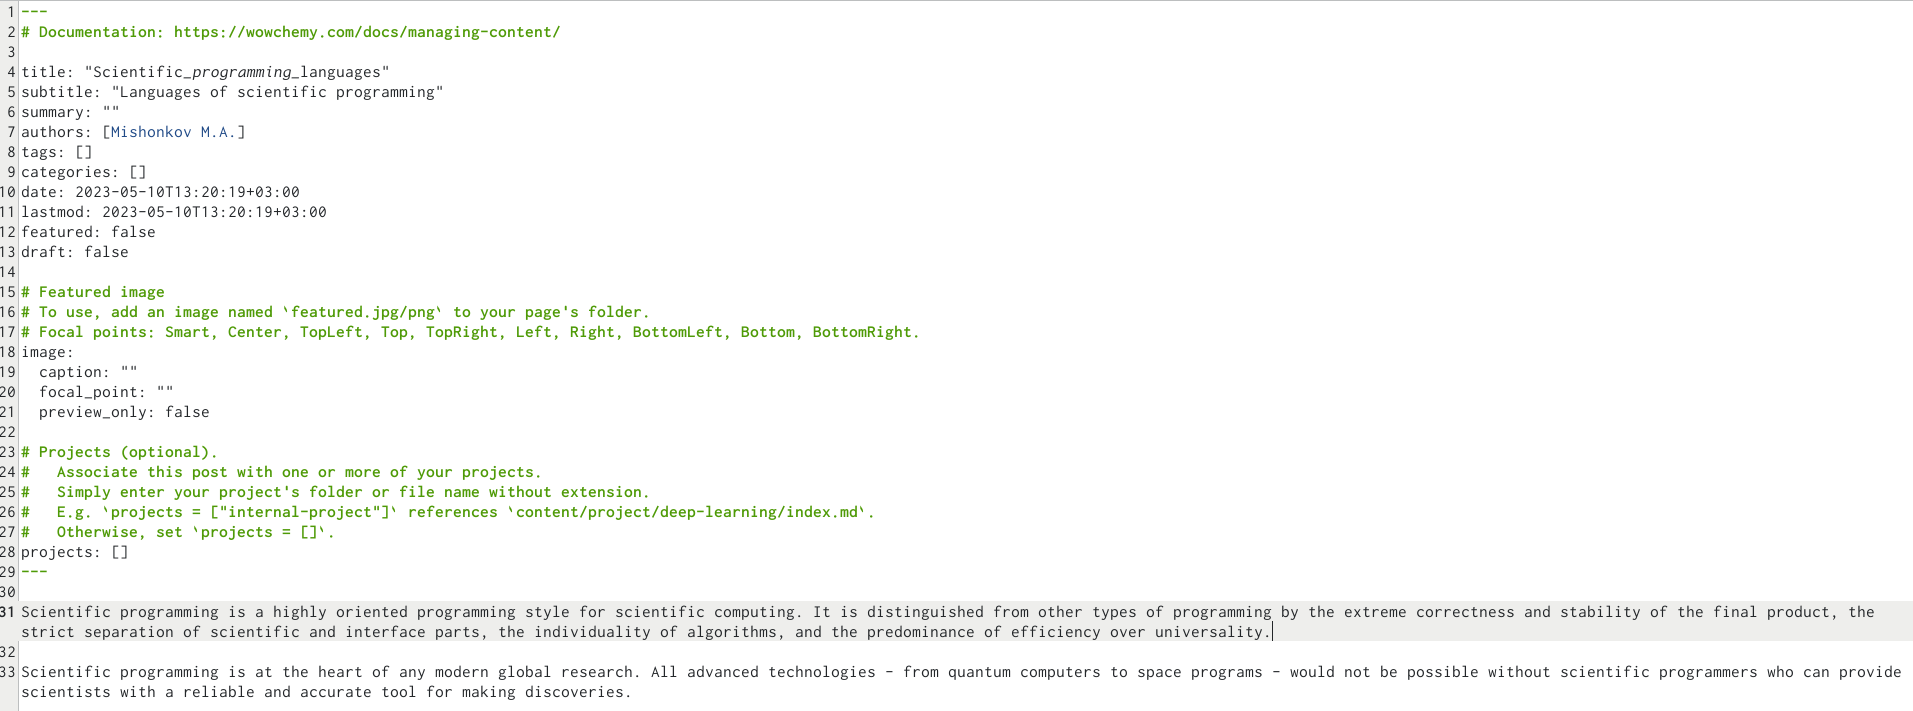 1 ---
2 # Documentation: https://wowchemy.com/docs/managing-content/
3
4 title: "Scientific_programming_languages"
5 subtitle: "Languages of scientific programming"
6 summary: ""
7 authors: [Mishonkov M.A.]
8 tags: []
9 categories: []
10 date: 2023-05-10T13:20:19+03:00
11 lastmod: 2023-05-10T13:20:19+03:00
12 featured: false
13 draft: false
14
15 # Featured image
16 # To use, add an image named `featured.jpg/png` to your page's folder.
17 # Focal points: Smart, Center, TopLeft, Top, TopRight, Left, Right, BottomLeft, Bottom, BottomRight.
18 image:
19   caption: ""
20   focal_point: ""
21   preview_only: false
22
23 # Projects (optional).
24 #   Associate this post with one or more of your projects.
25 #   Simply enter your project's folder or file name without extension.
26 #   E.g. `projects = ["internal-project"]` references `content/project/deep-learning/index.md`.
27 #   Otherwise, set `projects = []`.
28 projects: []
29 ---
30
31 Scientific programming is a highly oriented programming style for scientific computing. It is distinguished from other types of programming by the extreme correctness and stability of the final product, the
strict separation of scientific and interface parts, the individuality of algorithms, and the predominance of efficiency over universality.
32
33 Scientific programming is at the heart of any modern global research. All advanced technologies - from quantum computers to space programs - would not be possible without scientific programmers who can provide
scientists with a reliable and accurate tool for making discoveries.